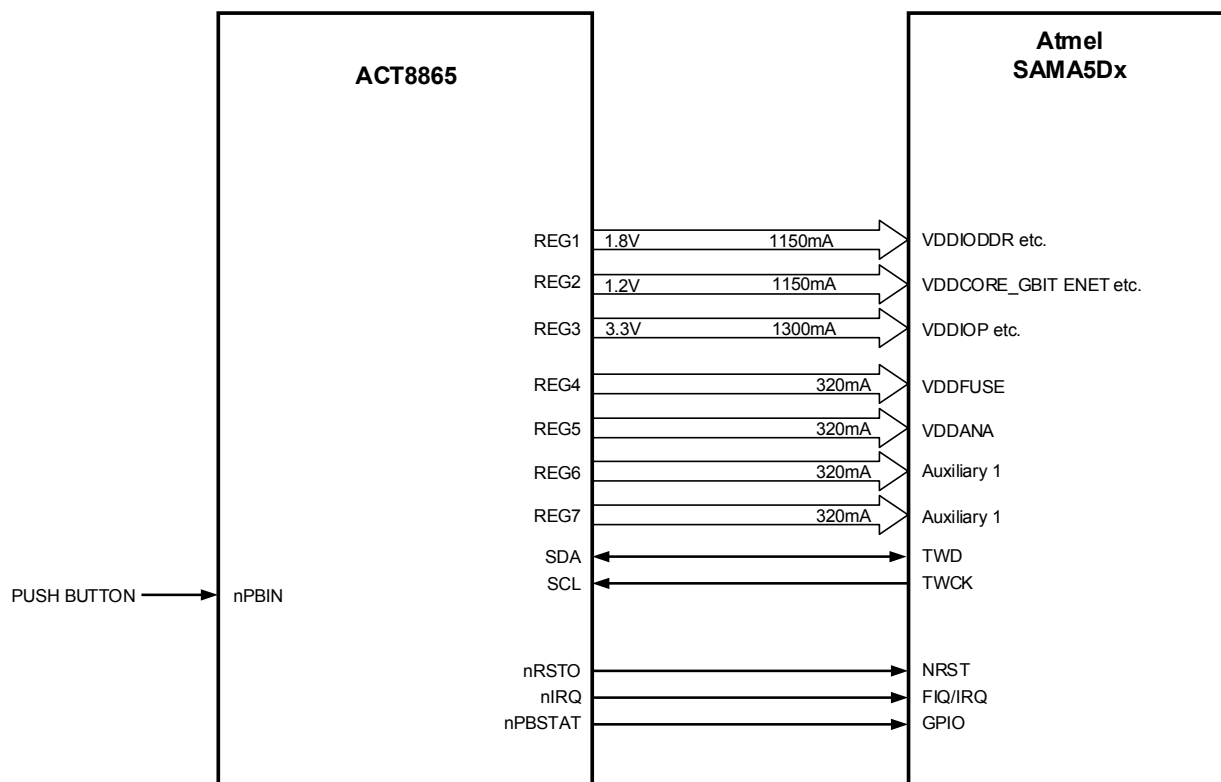 ACT8865
Atmel
SAMA5Dx
REG1 1.8V 1150mA VDDIODDR etc.
REG2 1.2V 1150mA VDDCORE_GBIT ENET etc.
REG3 3.3V 1300mA VDDIOP etc.
REG4 320mA VDDFUSE
REG5 320mA VDDANA
REG6 320mA Auxiliary 1
REG7 320mA Auxiliary 1
SDA TWD
SCL TWCK
PUSH BUTTON nPBIN
nRSTO NRST
nIRQ FIQ/IRQ
nPBSTAT GPIO